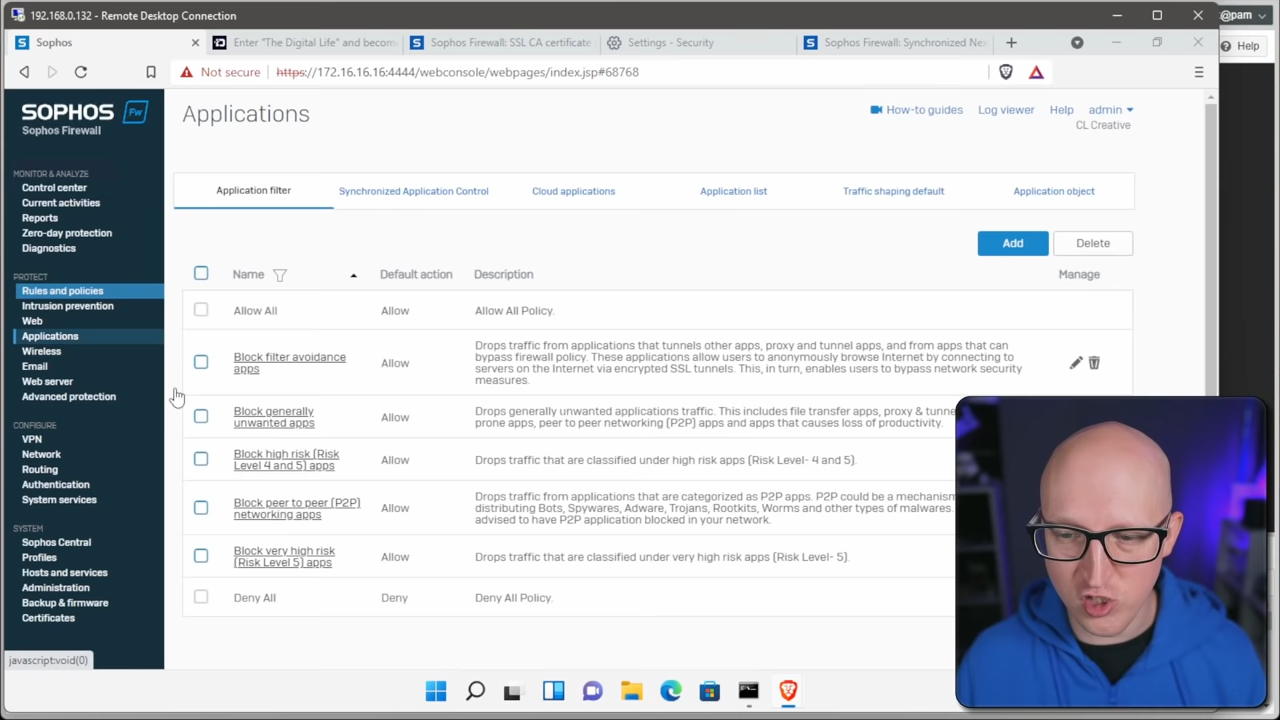 192.168.0.132 - Remote Desktop Connection
@pam
Sophos
Enter "The Digital Life" and becom
Sophos Firewall: SSL CA certificate
Settings - Security
Sophos Firewall: Synchronized Ne
Help
Not secure
https://172.16.16.16:4444/webconsole/webpages/index.jsp#68768
SOPHOS
Fw
Sophos Firewall
Applications
How-to guides
Log viewer
Help
admin
CL Creative
MONITOR & ANALYZE
Control center
Current activities
Reports
Zero-day protection
Diagnostics
PROTECT
Rules and policies
Intrusion prevention
Web
Applications
Wireless
Email
Web server
Advanced protection
CONFIGURE
VPN
Network
Routing
Authentication
System services
SYSTEM
Sophos Central
Profiles
Hosts and services
Administration
Backup & firmware
Certificates
javascript:void(0)
Application filter
Synchronized Application Control
Cloud applications
Application list
Traffic shaping default
Application object
Add
Delete
Name
Default action
Description
Manage
Allow All
Allow
Allow All Policy.
Block filter avoidance
apps
Allow
Drops traffic from applications that tunnels other apps, proxy and tunnel apps, and from apps that can
bypass firewall policy. These applications allow users to anonymously browse Internet by connecting to
servers on the Internet via encrypted SSL tunnels. This, in turn, enables users to bypass network security
measures.
Block generally
unwanted apps
Allow
Drops generally unwanted applications traffic. This includes file transfer apps, proxy & tunne
prone apps, peer to peer networking (P2P) apps and apps that causes loss of productivity.
Block high risk (Risk
Level 4 and 5) apps
Allow
Drops traffic that are classified under high risk apps (Risk Level- 4 and 5).
Block peer to peer (P2P)
networking apps
Allow
Drops traffic from applications that are categorized as P2P apps. P2P could be a mechanism
distributing Bots, Spywares, Adware, Trojans, Rootkits, Worms and other types of malwares.
advised to have P2P application blocked in your network.
Block very high risk
(Risk Level 5) apps
Allow
Drops traffic that are classified under very high risk apps (Risk Level- 5).
Deny All
Deny
Deny All Policy.